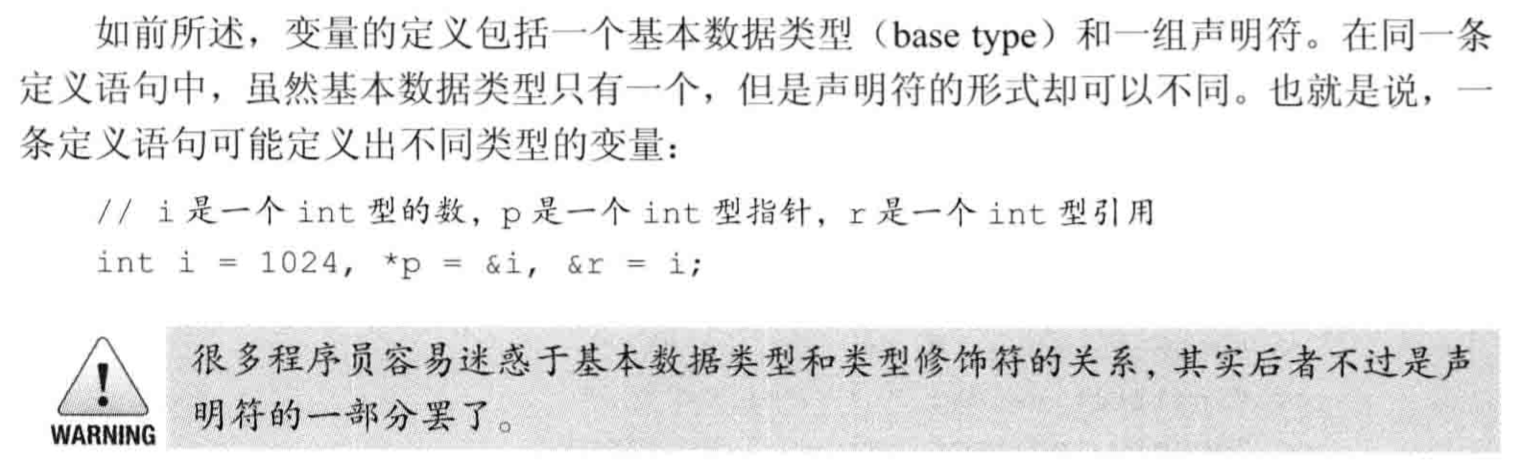 如前所述，变量的定义包括一个基本数据类型（base type）和一组声明符。在同一条
定义语句中，虽然基本数据类型只有一个，但是声明符的形式却可以不同。也就是说，一
条定义语句可能定义出不同类型的变量：
// i 是一个 int 型的数，p 是一个 int 型指针，r 是一个 int 型引用
int i = 1024, *p = &i, &r = i;
很多程序员容易迷惑于基本数据类型和类型修饰符的关系，其实后者不过是声
明符的一部分罢了。
WARNING